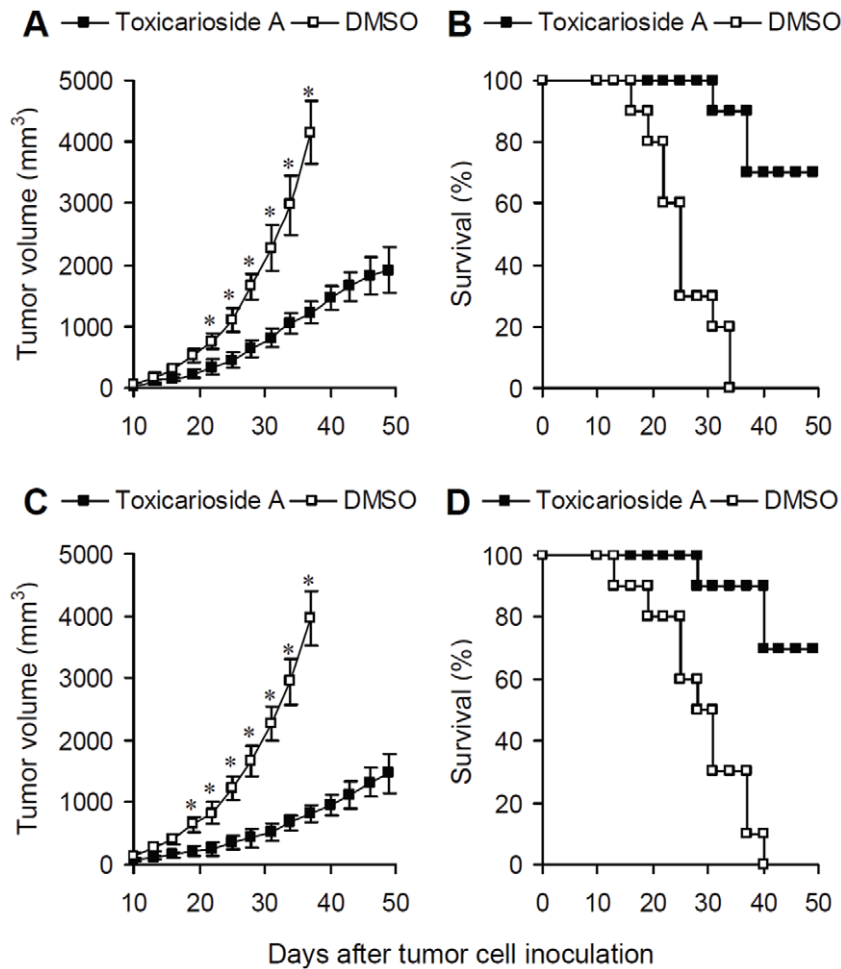 A Toxicarioside A DMSO
B Toxicarioside A DMSO
Tumor volume (mm³)
5000
4000
3000
2000
1000
0
* * * * * *
10 20 30 40 50
Survival (%)
100
80
60
40
20
0
0 10 20 30 40 50
C Toxicarioside A DMSO
D Toxicarioside A DMSO
Tumor volume (mm³)
5000
4000
3000
2000
1000
0
* * * * * * *
10 20 30 40 50
Survival (%)
100
80
60
40
20
0
0 10 20 30 40 50
Days after tumor cell inoculation